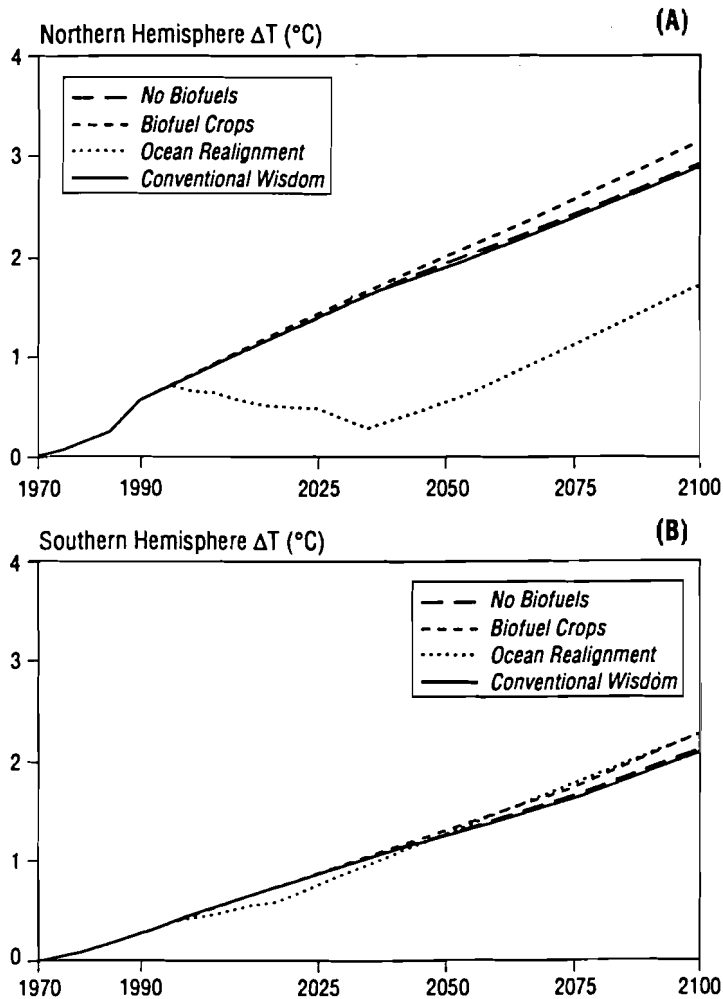 (A)
Northern Hemisphere ΔT (°C)
4
No Biofuels
Biofuel Crops
Ocean Realignment
Conventional Wisdom
3
2
1
0
1970 1990 2025 2050 2075 2100
(B)
Southern Hemisphere ΔT (°C)
4
No Biofuels
Biofuel Crops
Ocean Realignment
Conventional Wisdom
3
2
1
0
1970 1990 2025 2050 2075 2100